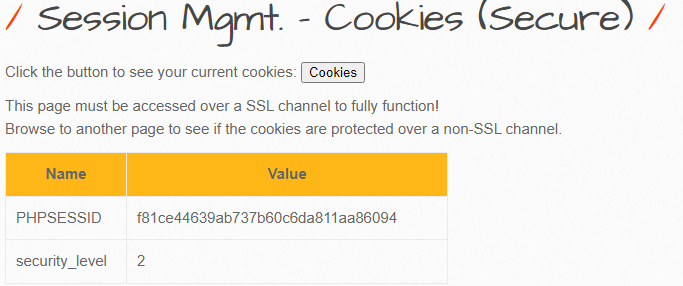 / Session Mgmt. - Cookies (Secure) /
Click the button to see your current cookies: Cookies
This page must be accessed over a SSL channel to fully function!
Browse to another page to see if the cookies are protected over a non-SSL channel.
Name Value
PHPSESSID f81ce44639ab737b60c6da811aa86094
security_level 2